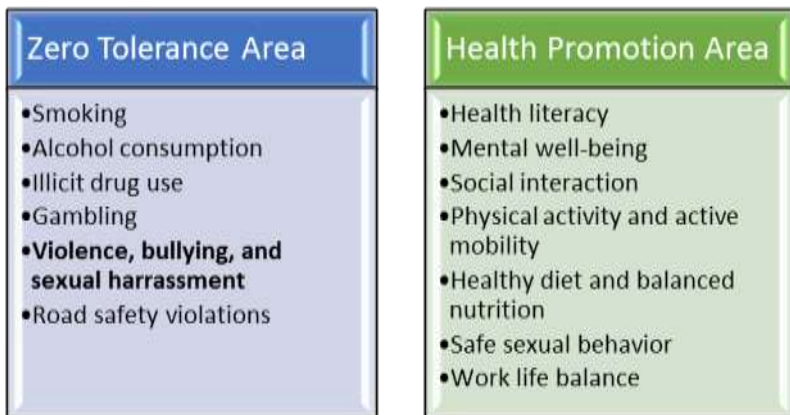 Zero Tolerance Area
•Smoking
•Alcohol consumption
•Illicit drug use
•Gambling
•Violence, bullying, and
sexual harrassment
•Road safety violations
Health Promotion Area
•Health literacy
•Mental well-being
•Social interaction
•Physical activity and active
mobility
•Healthy diet and balanced
nutrition
•Safe sexual behavior
•Work life balance